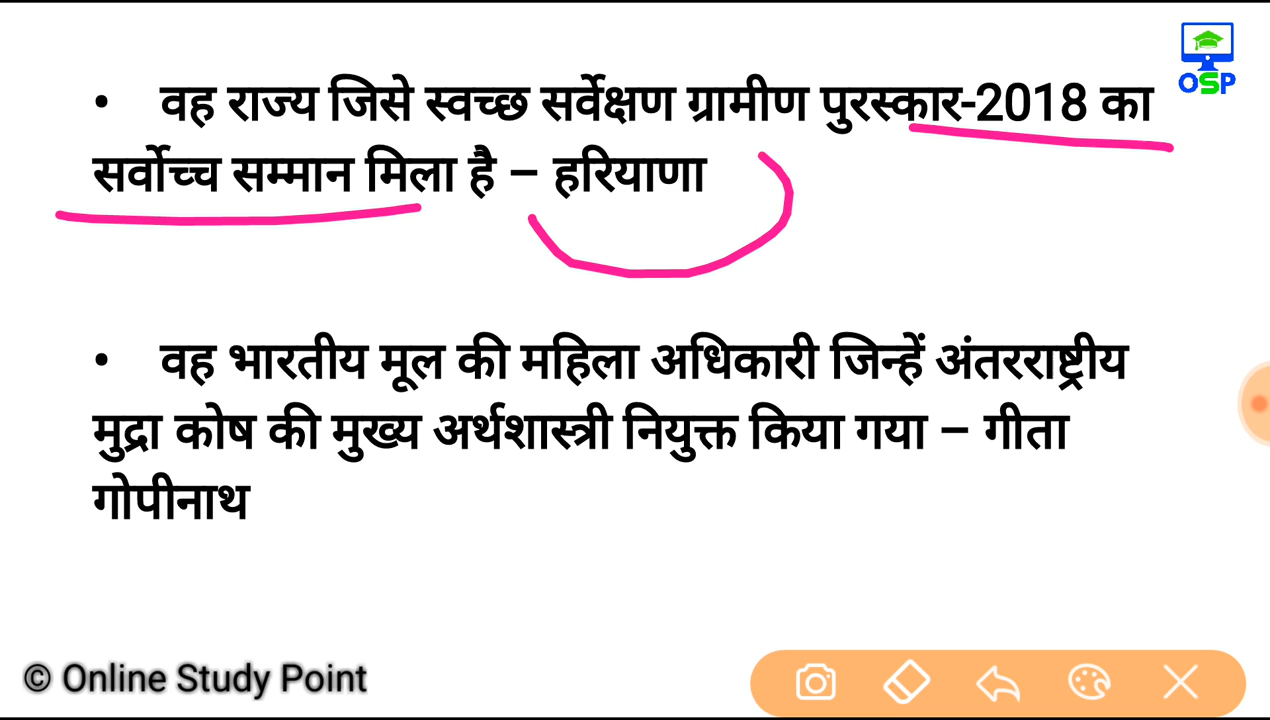 OSP
• वह राज्य जिसे स्वच्छ सर्वेक्षण ग्रामीण पुरस्कार-2018 का
सर्वोच्च सम्मान मिला है – हरियाणा
• वह भारतीय मूल की महिला अधिकारी जिन्हें अंतरराष्ट्रीय
मुद्रा कोष की मुख्य अर्थशास्त्री नियुक्त किया गया – गीता
गोपीनाथ
© Online Study Point